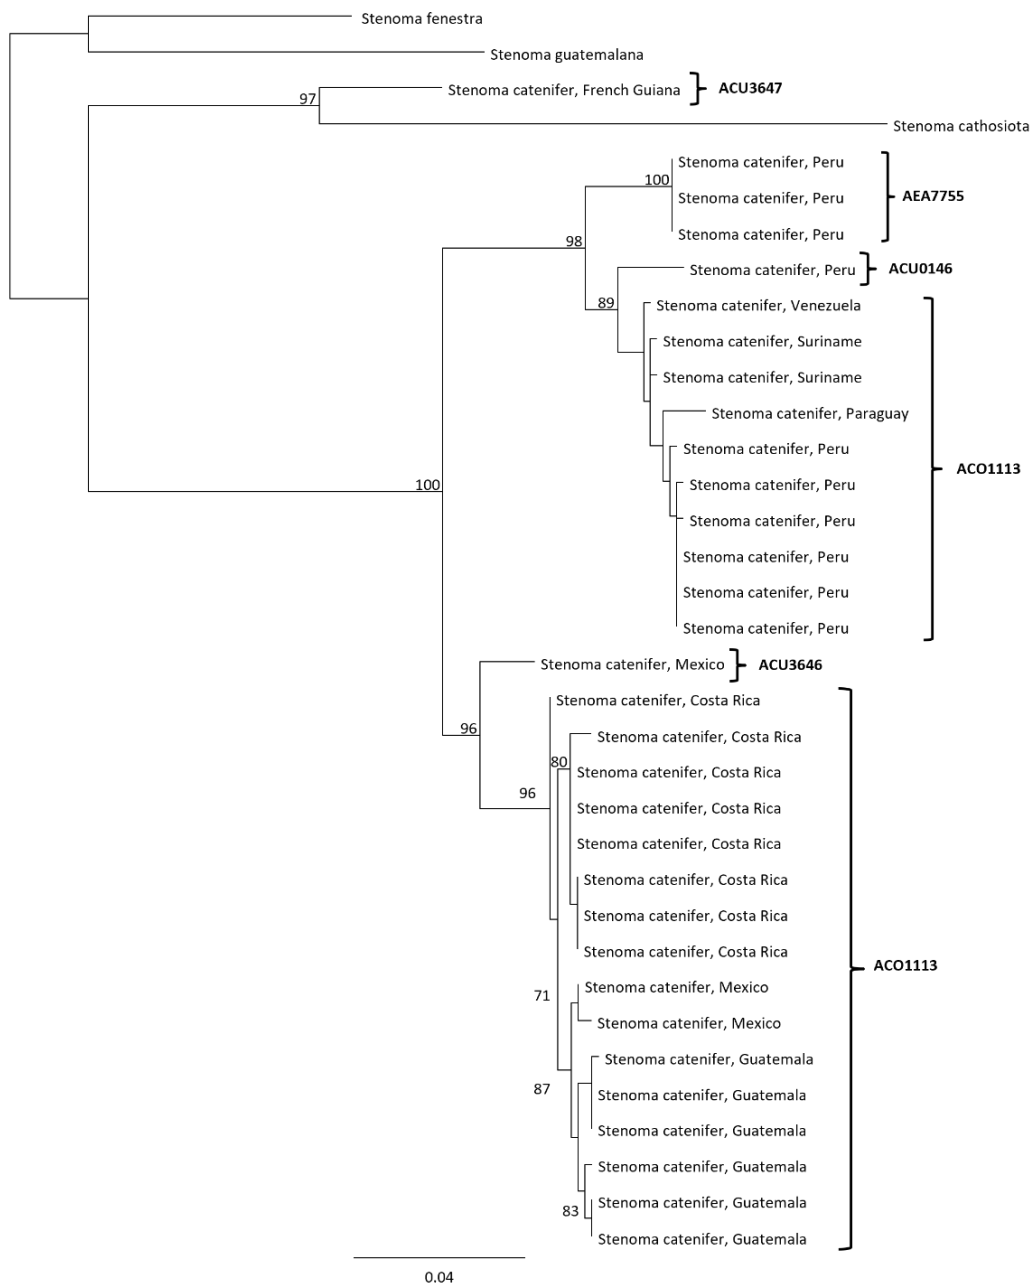 Stenoma fenestra
Stenoma guatemalana
Stenoma catenifer, French Guiana ACU3647
97
Stenoma cathosiota
Stenoma catenifer, Peru
100
Stenoma catenifer, Peru AEA7755
Stenoma catenifer, Peru
98
Stenoma catenifer, Peru ACU0146
89
Stenoma catenifer, Venezuela
Stenoma catenifer, Suriname
Stenoma catenifer, Suriname
Stenoma catenifer, Paraguay
Stenoma catenifer, Peru
ACO1113
100
Stenoma catenifer, Peru
Stenoma catenifer, Peru
Stenoma catenifer, Peru
Stenoma catenifer, Peru
Stenoma catenifer, Peru
Stenoma catenifer, Mexico ACU3646
Stenoma catenifer, Costa Rica
96
Stenoma catenifer, Costa Rica
80
Stenoma catenifer, Costa Rica
96
Stenoma catenifer, Costa Rica
Stenoma catenifer, Costa Rica
Stenoma catenifer, Costa Rica
Stenoma catenifer, Costa Rica
Stenoma catenifer, Costa Rica
ACO1113
Stenoma catenifer, Mexico
71
Stenoma catenifer, Mexico
Stenoma catenifer, Guatemala
87
Stenoma catenifer, Guatemala
Stenoma catenifer, Guatemala
Stenoma catenifer, Guatemala
Stenoma catenifer, Guatemala
83
Stenoma catenifer, Guatemala
0.04